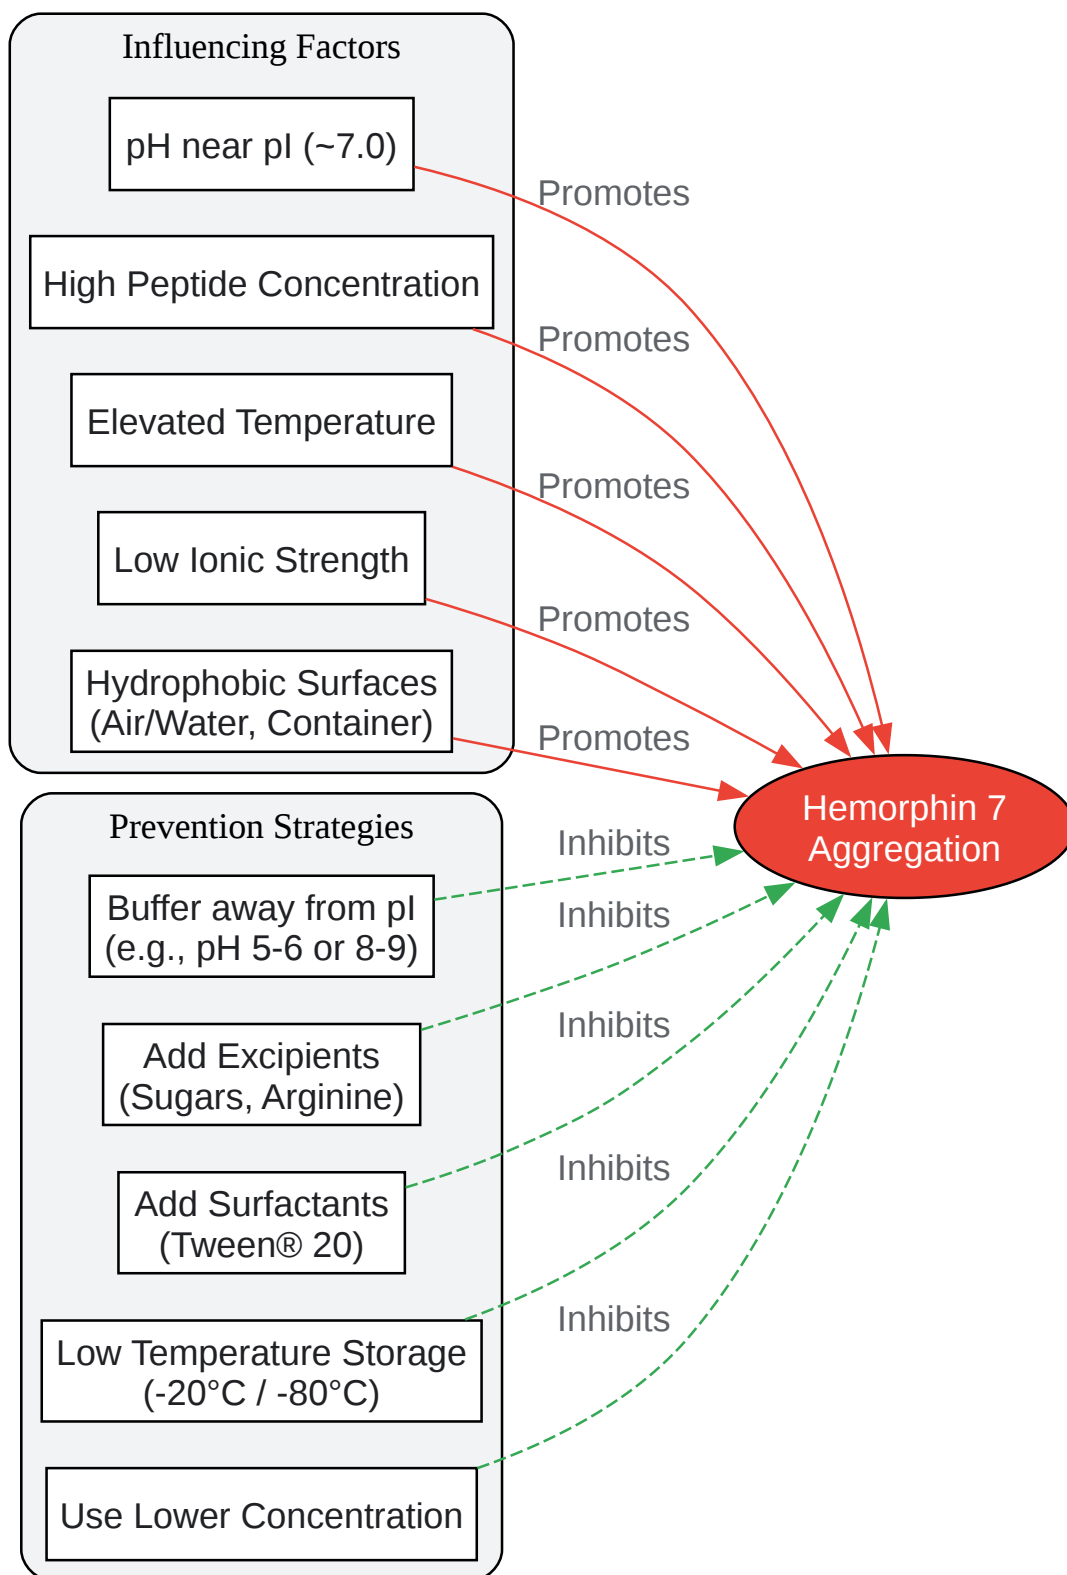 Influencing Factors
pH near pI (~7.0)
Promotes
High Peptide Concentration
Promotes
Elevated Temperature
Promotes
Low Ionic Strength
Promotes
Hydrophobic Surfaces
(Air/Water, Container)
Promotes
Hemorphin 7
Aggregation
Prevention Strategies
Inhibits
Buffer away from pI
(e.g., pH 5-6 or 8-9)
Inhibits
Add Excipients
(Sugars, Arginine)
Inhibits
Add Surfactants
(Tween® 20)
Inhibits
Low Temperature Storage
(-20°C / -80°C)
Inhibits
Use Lower Concentration